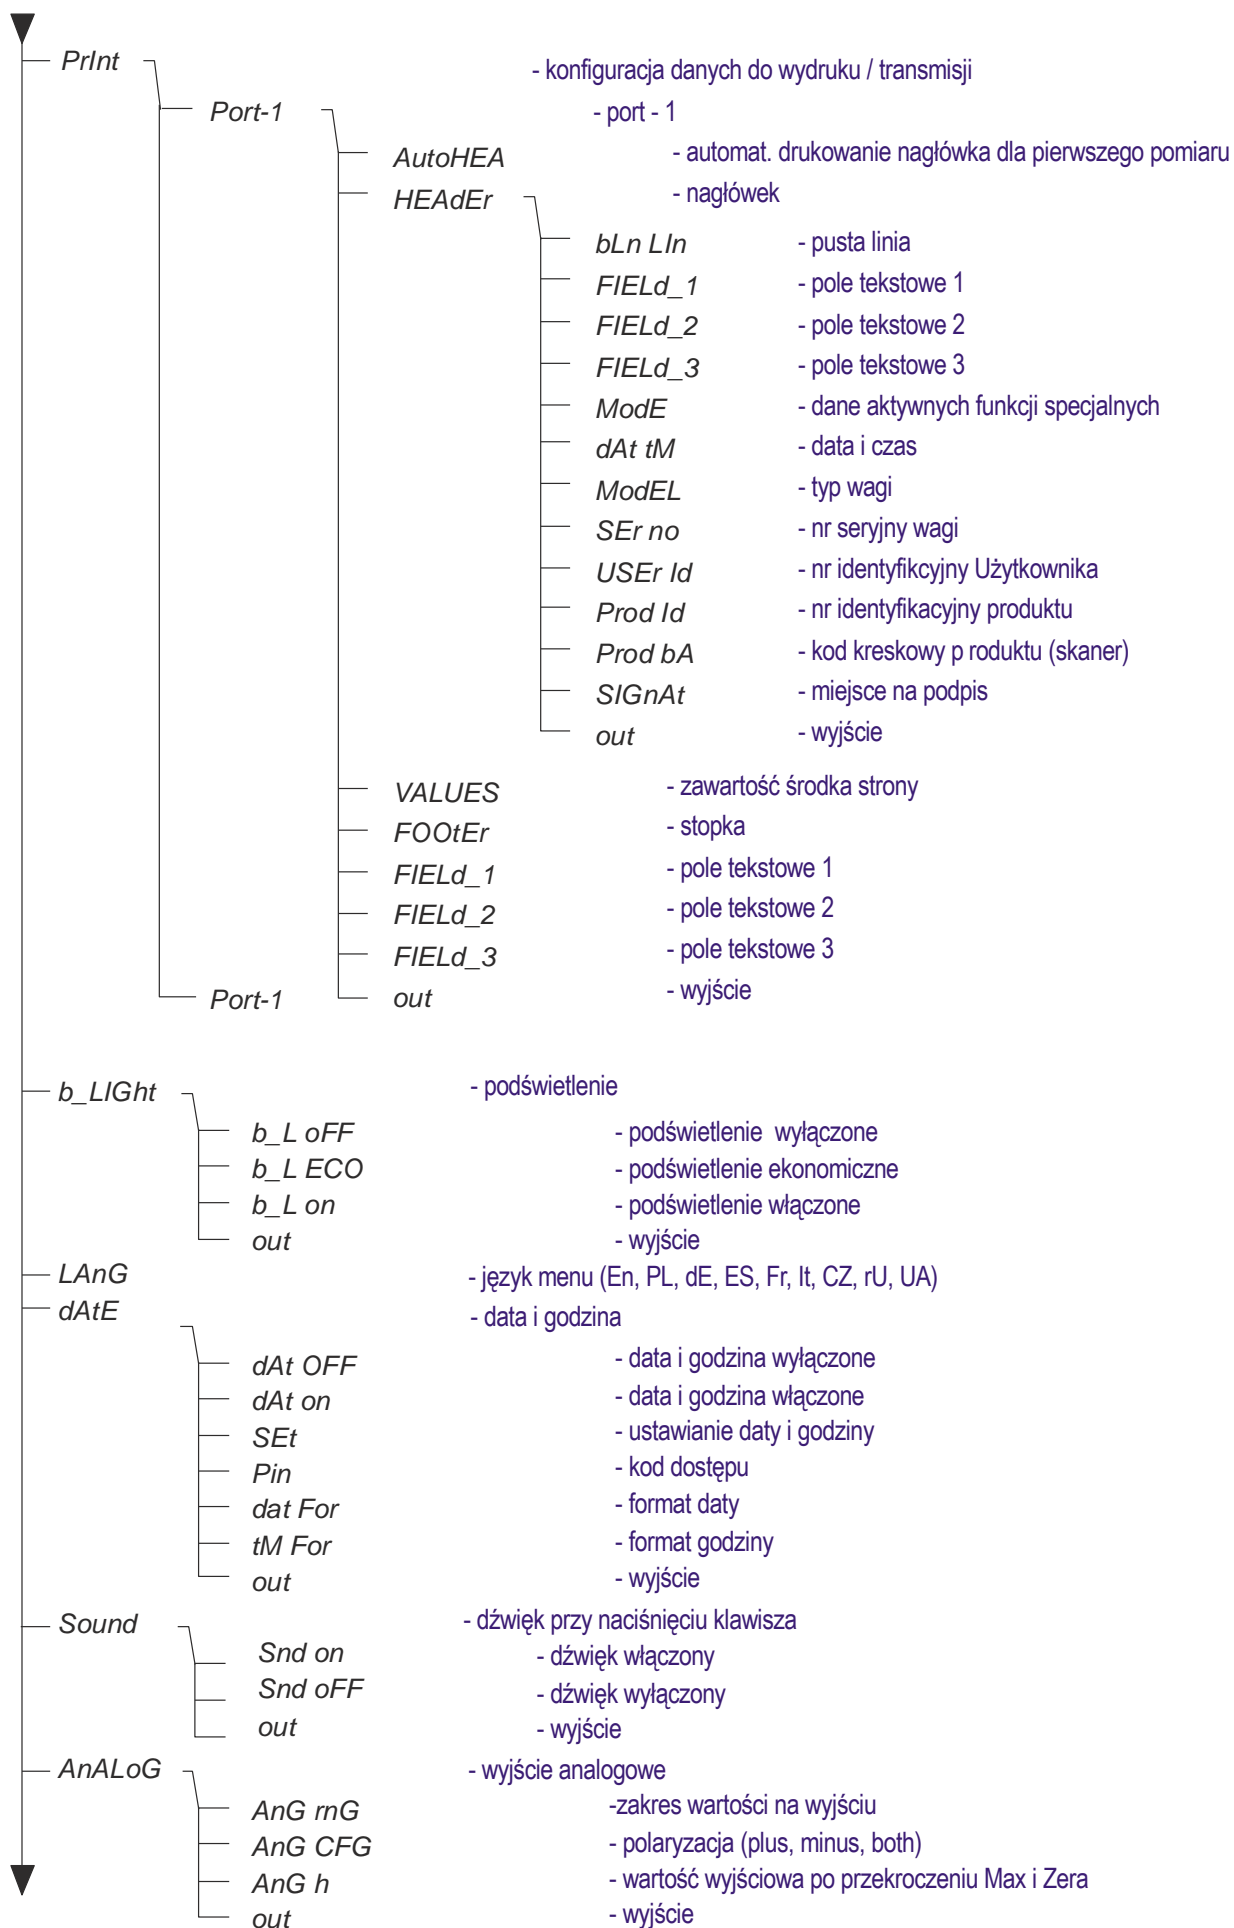 PrInt - konfiguracja danych do wydruku / transmisji
Port-1 - port - 1
AutoHEA - automat. drukowanie nagłówka dla pierwszego pomiaru
HEAdEr - nagłówek
bLn LIn - pusta linia
FIELd_1 - pole tekstowe 1
FIELd_2 - pole tekstowe 2
FIELd_3 - pole tekstowe 3
ModE - dane aktywnych funkcji specjalnych
dAt tM - data i czas
ModEL - typ wagi
SEr no - nr seryjny wagi
USEr Id - nr identyfikcyjny Użytkownika
Prod Id - nr identyfikacyjny produktu
Prod bA - kod kreskowy p roduktu (skaner)
SIGnAt - miejsce na podpis
out - wyjście
VALUES - zawartość środka strony
FOOtEr - stopka
FIELd_1 - pole tekstowe 1
FIELd_2 - pole tekstowe 2
FIELd_3 - pole tekstowe 3
Port-1 out - wyjście
b_LIGht - podświetlenie
b_L oFF - podświetlenie wyłączone
b_L ECO - podświetlenie ekonomiczne
b_L on - podświetlenie włączone
out - wyjście
LAnG - język menu (En, PL, dE, ES, Fr, It, CZ, rU, UA)
dAtE - data i godzina
dAt OFF - data i godzina wyłączone
dAt on - data i godzina włączone
SEt - ustawianie daty i godziny
Pin - kod dostępu
dat For - format daty
tM For - format godziny
out - wyjście
Sound - dźwięk przy naciśnięciu klawisza
Snd on - dźwięk włączony
Snd oFF - dźwięk wyłączony
out - wyjście
AnALoG - wyjście analogowe
AnG rnG -zakres wartości na wyjściu
AnG CFG - polaryzacja (plus, minus, both)
AnG h - wartość wyjściowa po przekroczeniu Max i Zera
out - wyjście